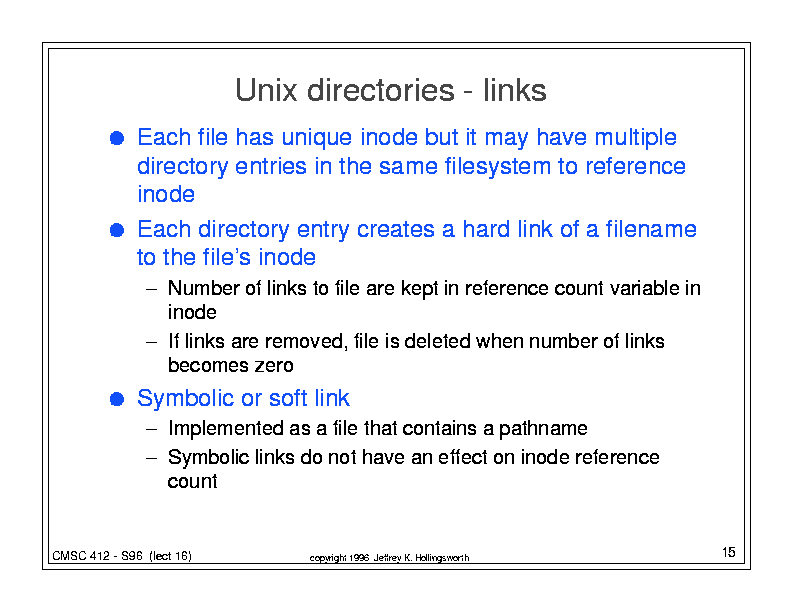 Unix directories - links
● Each file has unique inode but it may have multiple
directory entries in the same filesystem to reference
inode
● Each directory entry creates a hard link of a filename
to the file's inode
– Number of links to file are kept in reference count variable in
inode
– If links are removed, file is deleted when number of links
becomes zero
● Symbolic or soft link
– Implemented as a file that contains a pathname
– Symbolic links do not have an effect on inode reference
count
CMSC 412 - S96 (lect 16)
copyright 1996 Jeffrey K. Hollingsworth
15